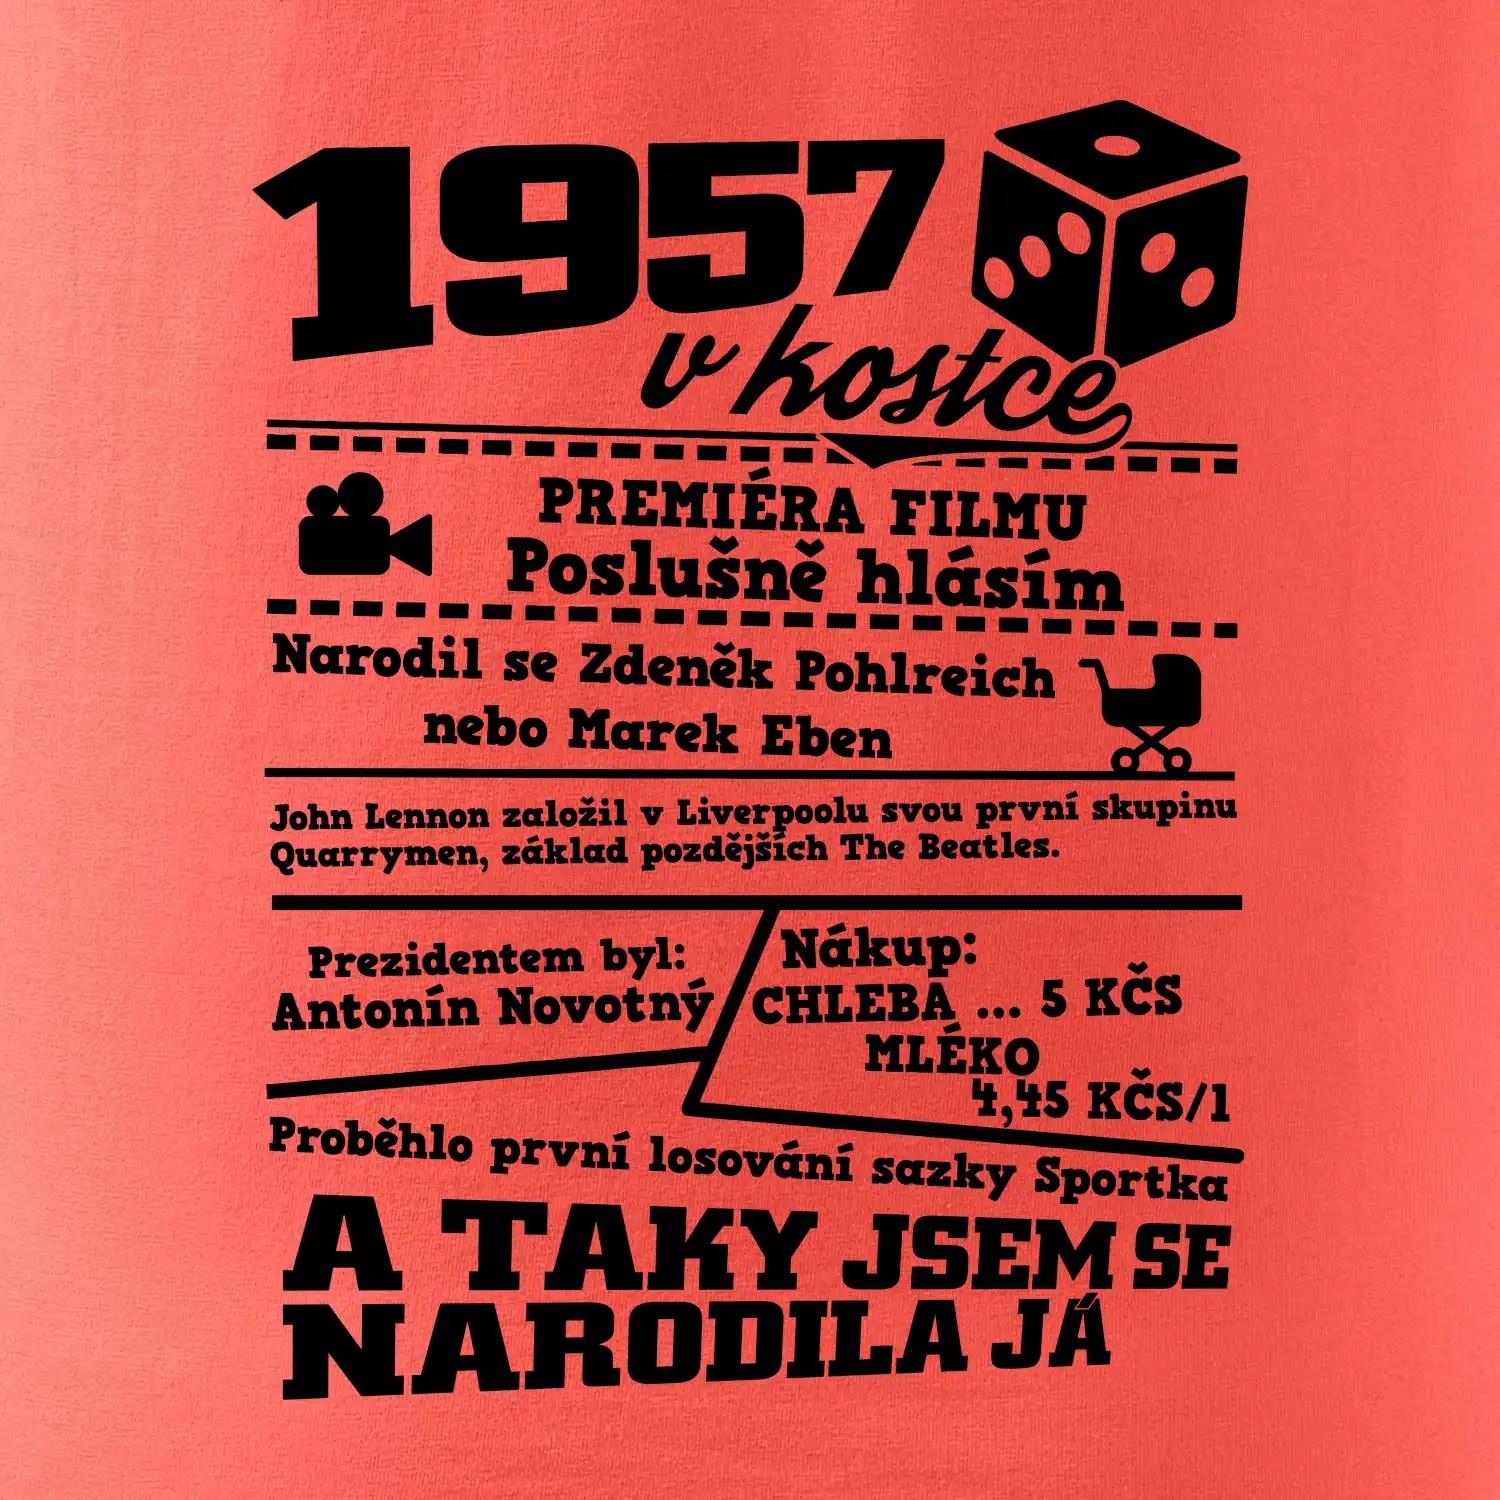 1957
v kostce
PREMIÉRA FILMU
Poslušně hlásím
Narodil se Zdeněk Pohlreich
nebo Marek Eben
John Lennon založil v Liverpoolu svou první skupinu
Quarrymen, základ pozdějších The Beatles.
Prezidentem byl:
Antonín Novotný
Nákup:
CHLEBA ... 5 KČS
MLÉKO
4,45 KČS/l
Proběhlo první losování sazky Sportka
A TAKY JSEM SE
NARODILA JÁ